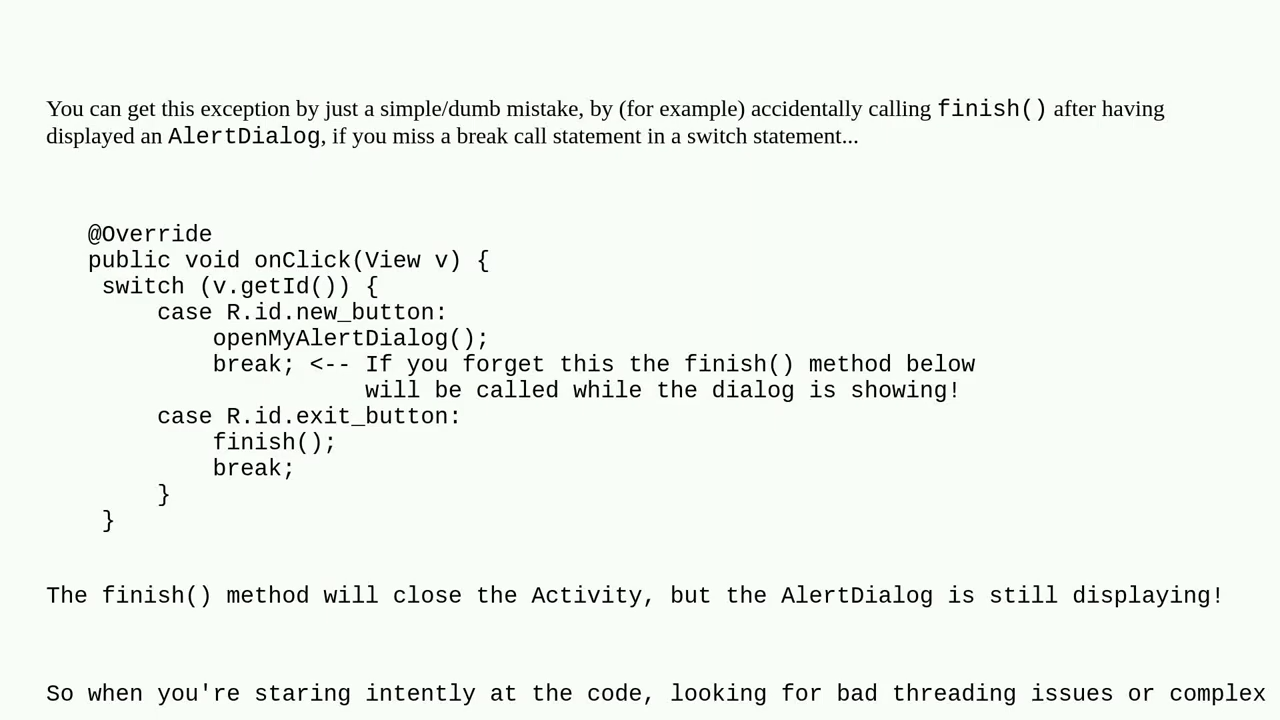 You can get this exception by just a simple/dumb mistake, by (for example) accidentally calling finish() after having
displayed an AlertDialog, if you miss a break call statement in a switch statement...
@Override
public void onClick(View v) {
switch (v.getId()) {
case R.id.new_button:
openMyAlertDialog();
break; <-- If you forget this the finish() method below
will be called while the dialog is showing!
case R.id.exit_button:
finish();
break;
}
}
The finish() method will close the Activity, but the AlertDialog is still displaying!
So when you're staring intently at the code, looking for bad threading issues or complex